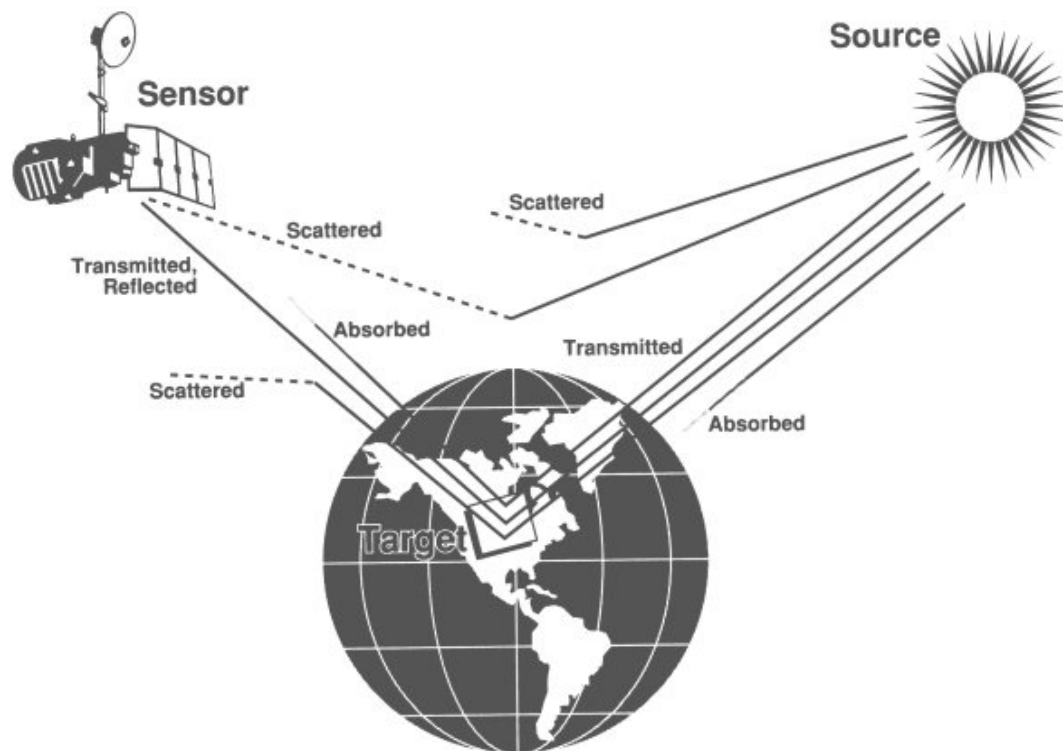 Source
Sensor
Scattered
Scattered
Transmitted,
Reflected
Absorbed
Transmitted
Scattered
Absorbed
Target